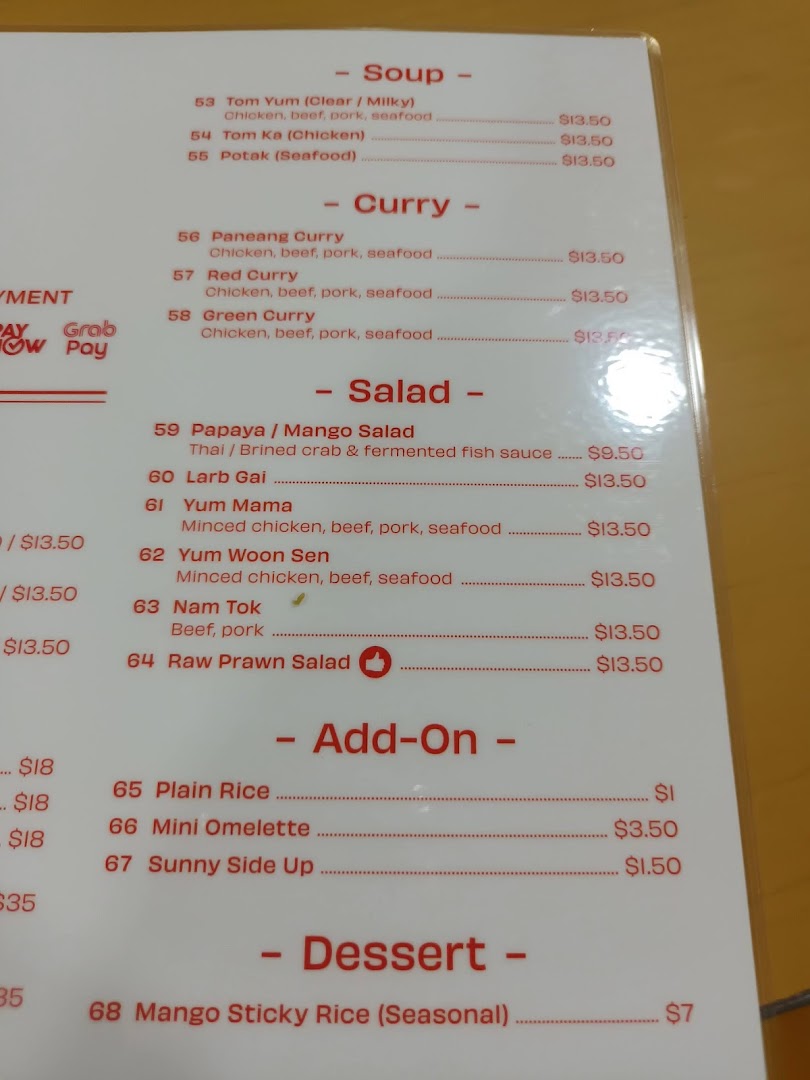 - Soup -
53 Tom Yum (Clear / Milky)
Chicken, beef, pork, seafood $13.50
54 Tom Ka (Chicken) $13.50
55 Potak (Seafood) $13.50
- Curry -
56 Paneang Curry
Chicken, beef, pork, seafood $13.50
57 Red Curry
Chicken, beef, pork, seafood $13.50
58 Green Curry
Chicken, beef, pork, seafood $13.50
- Salad -
59 Papaya / Mango Salad
Thai / Brined crab & fermented fish sauce $9.50
60 Larb Gai $13.50
61 Yum Mama
Minced chicken, beef, pork, seafood $13.50
62 Yum Woon Sen
Minced chicken, beef, seafood $13.50
63 Nam Tok
Beef, pork $13.50
64 Raw Prawn Salad $13.50
- Add-On -
65 Plain Rice $1
66 Mini Omelette $3.50
67 Sunny Side Up $1.50
- Dessert -
68 Mango Sticky Rice (Seasonal) $7
YMENT
Grab
Pay
/ $13.50
/ $13.50
$13.50
$18
$18
$18
$35